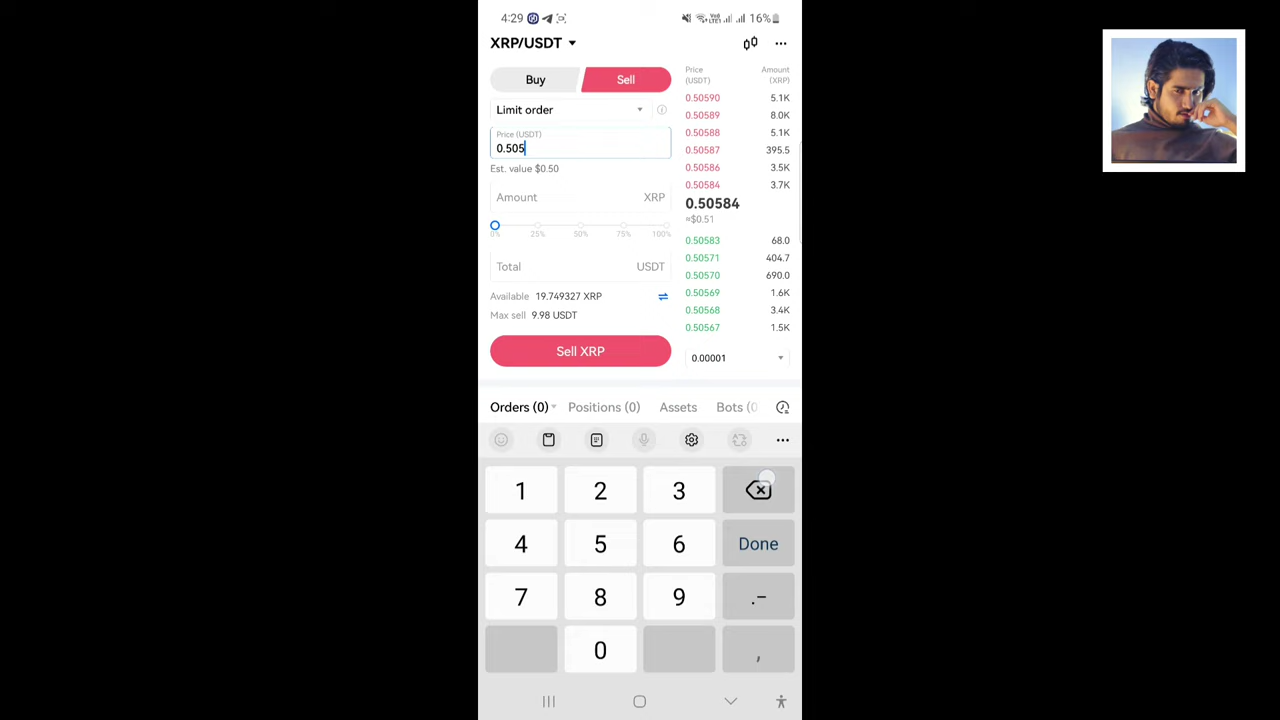 4:29 16%
XRP/USDT
Buy Sell
Limit order
Price (USDT)
0.505
Est. value $0.50
Amount XRP
0% 25% 50% 75% 100%
Total USDT
Available 19.749327 XRP
Max sell 9.98 USDT
Sell XRP
Price (USDT) Amount (XRP)
0.50590 5.1K
0.50589 8.0K
0.50588 5.1K
0.50587 395.5
0.50586 3.5K
0.50584 3.7K
0.50584
≈$0.51
0.50583 68.0
0.50571 404.7
0.50570 690.0
0.50569 1.6K
0.50568 3.4K
0.50567 1.5K
0.00001
Orders (0) Positions (0) Assets Bots (0
1 2 3
4 5 6 Done
7 8 9 .-
0 ,